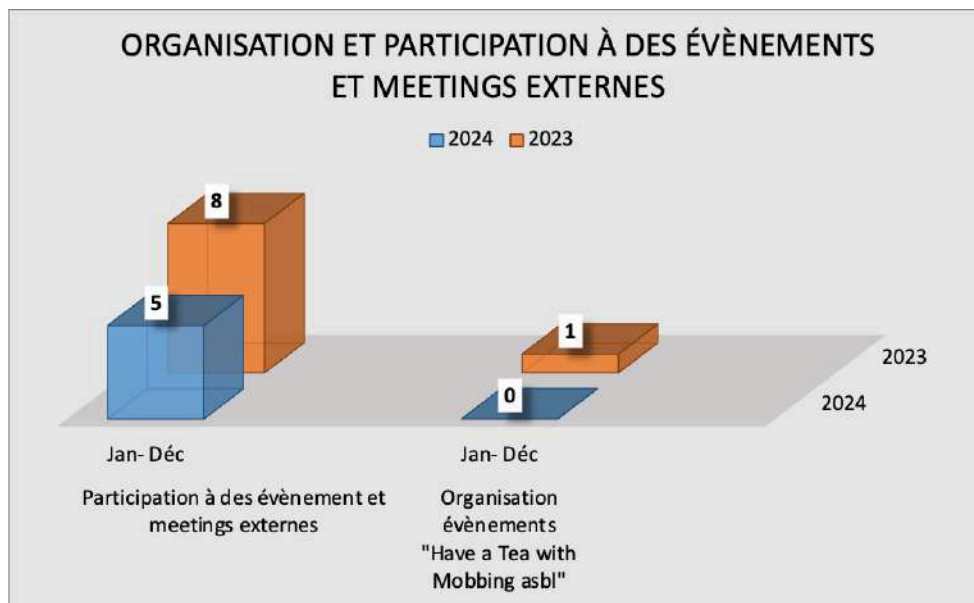 ORGANISATION ET PARTICIPATION À DES ÉVÈNEMENTS
ET MEETINGS EXTERNES
2024 2023
8
5
1
0
2023
2024
Jan- Déc
Jan- Déc
Participation à des évènement et
meetings externes
Organisation
évènements
"Have a Tea with
Mobbing asbl"